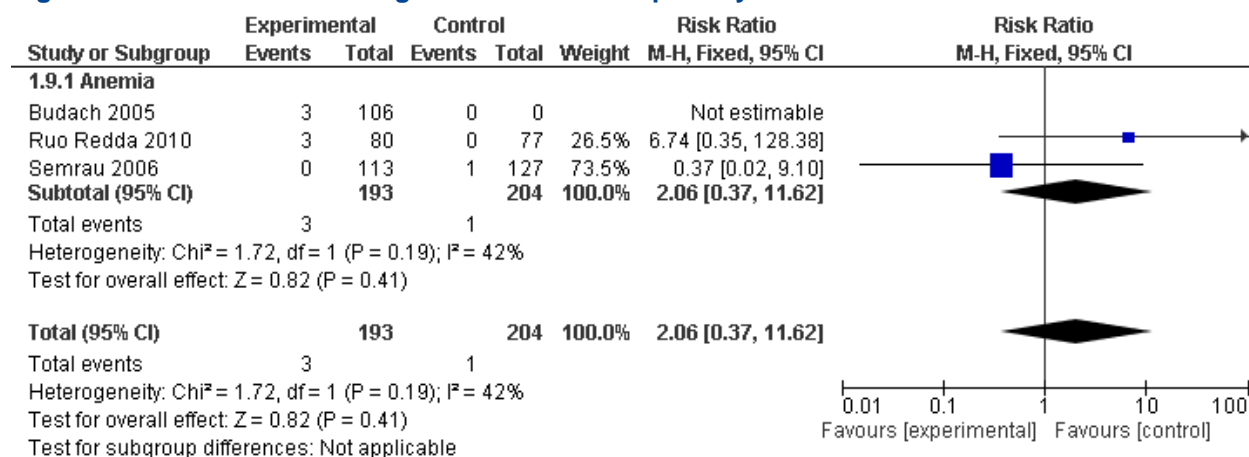 Experimental Control Risk Ratio Risk Ratio
Study or Subgroup Events Total Events Total Weight M-H, Fixed, 95% CI M-H, Fixed, 95% CI
1.9.1 Anemia
Budach 2005 3 106 0 0 Not estimable
Ruo Redda 2010 3 80 0 77 26.5% 6.74 [0.35, 128.38]
Semrau 2006 0 113 1 127 73.5% 0.37 [0.02, 9.10]
Subtotal (95% CI) 193 204 100.0% 2.06 [0.37, 11.62]
Total events 3 1
Heterogeneity: Chi² = 1.72, df = 1 (P = 0.19); I² = 42%
Test for overall effect: Z = 0.82 (P = 0.41)
Total (95% CI) 193 204 100.0% 2.06 [0.37, 11.62]
Total events 3 1
Heterogeneity: Chi² = 1.72, df = 1 (P = 0.19); I² = 42%
Test for overall effect: Z = 0.82 (P = 0.41)
Test for subgroup differences: Not applicable
0.01 0.1 1 10 100
Favours [experimental] Favours [control]